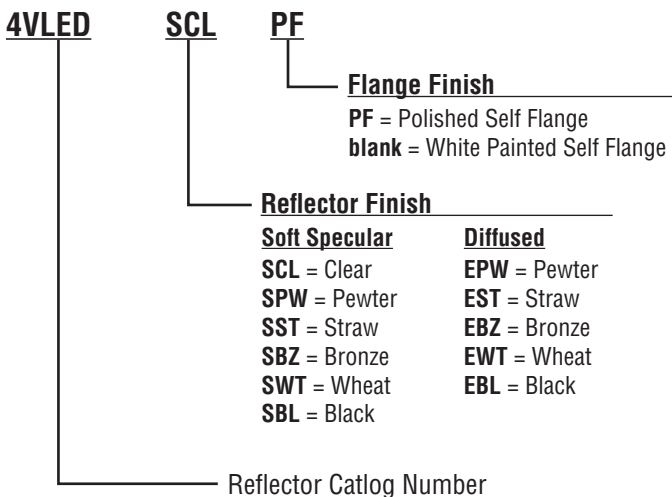 4VLED SCL PF
Flange Finish
PF = Polished Self Flange
blank = White Painted Self Flange
Reflector Finish
Soft Specular Diffused
SCL = Clear EPW = Pewter
SPW = Pewter EST = Straw
SST = Straw EBZ = Bronze
SBZ = Bronze EWT = Wheat
SWT = Wheat EBL = Black
SBL = Black
Reflector Catlog Number